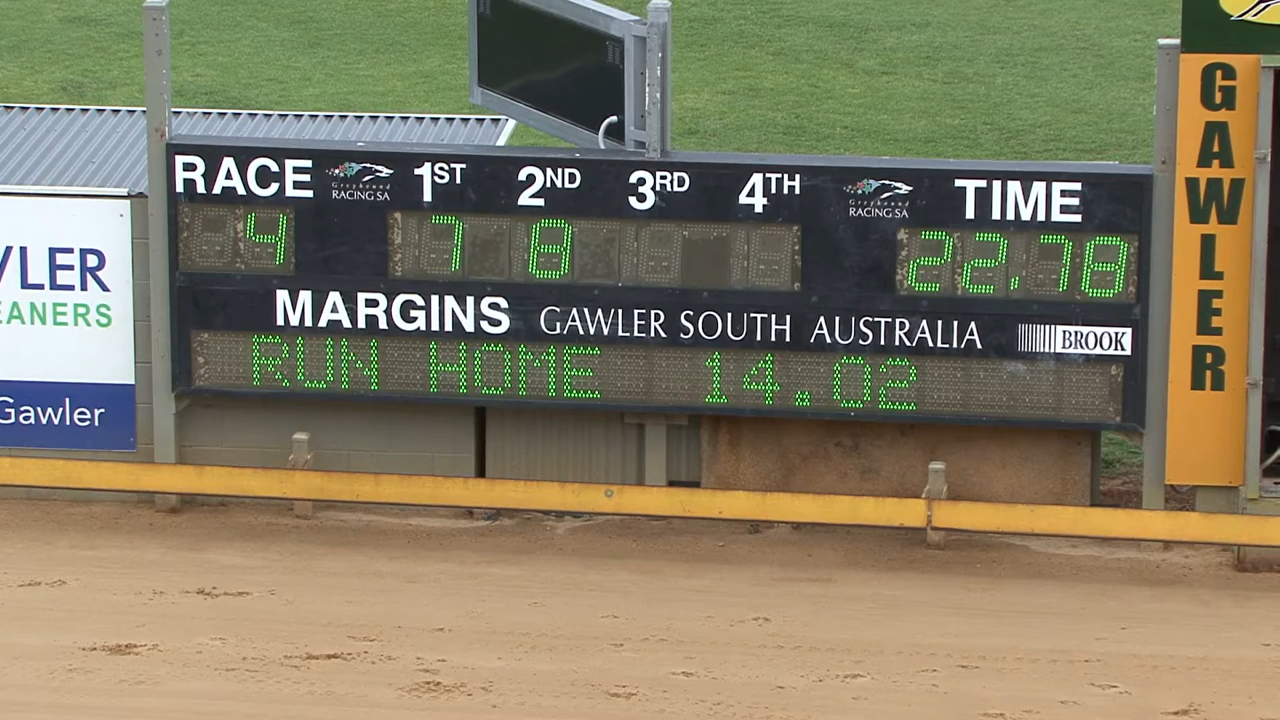 RACE
Greyhound
RACING SA
1ST 2ND 3RD 4TH
Greyhound
RACING SA
TIME
4 7 8 22.78
MARGINS GAWLER SOUTH AUSTRALIA BROOK
RUN HOME 14.02
GAWLER
VLER
EANERS
Gawler